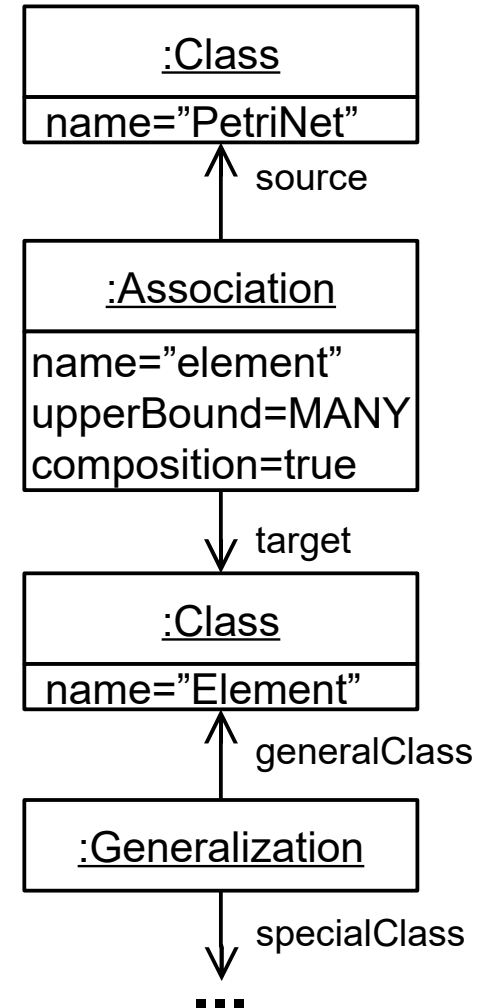 :Class
name=”PetriNet”
source
:Association
name=”element”
upperBound=MANY
composition=true
target
:Class
name=”Element”
generalClass
:Generalization
specialClass
...